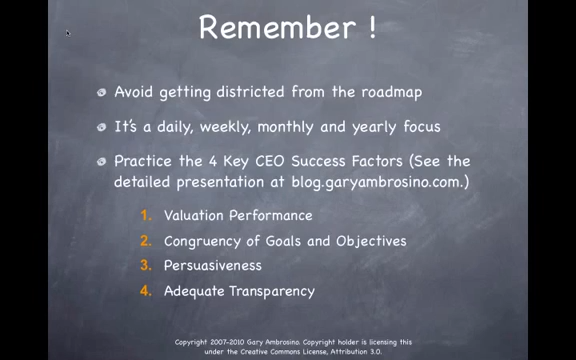 Remember !
Avoid getting districted from the roadmap
It's a daily, weekly, monthly and yearly focus
Practice the 4 Key CEO Success Factors (See the
detailed presentation at blog.garyambrosino.com.)
1. Valuation Performance
2. Congruency of Goals and Objectives
3. Persuasiveness
4. Adequate Transparency
Copyright 2007-2010 Gary Ambrosino. Copyright holder is licensing this
under the Creative Commons License, Attribution 3.0.